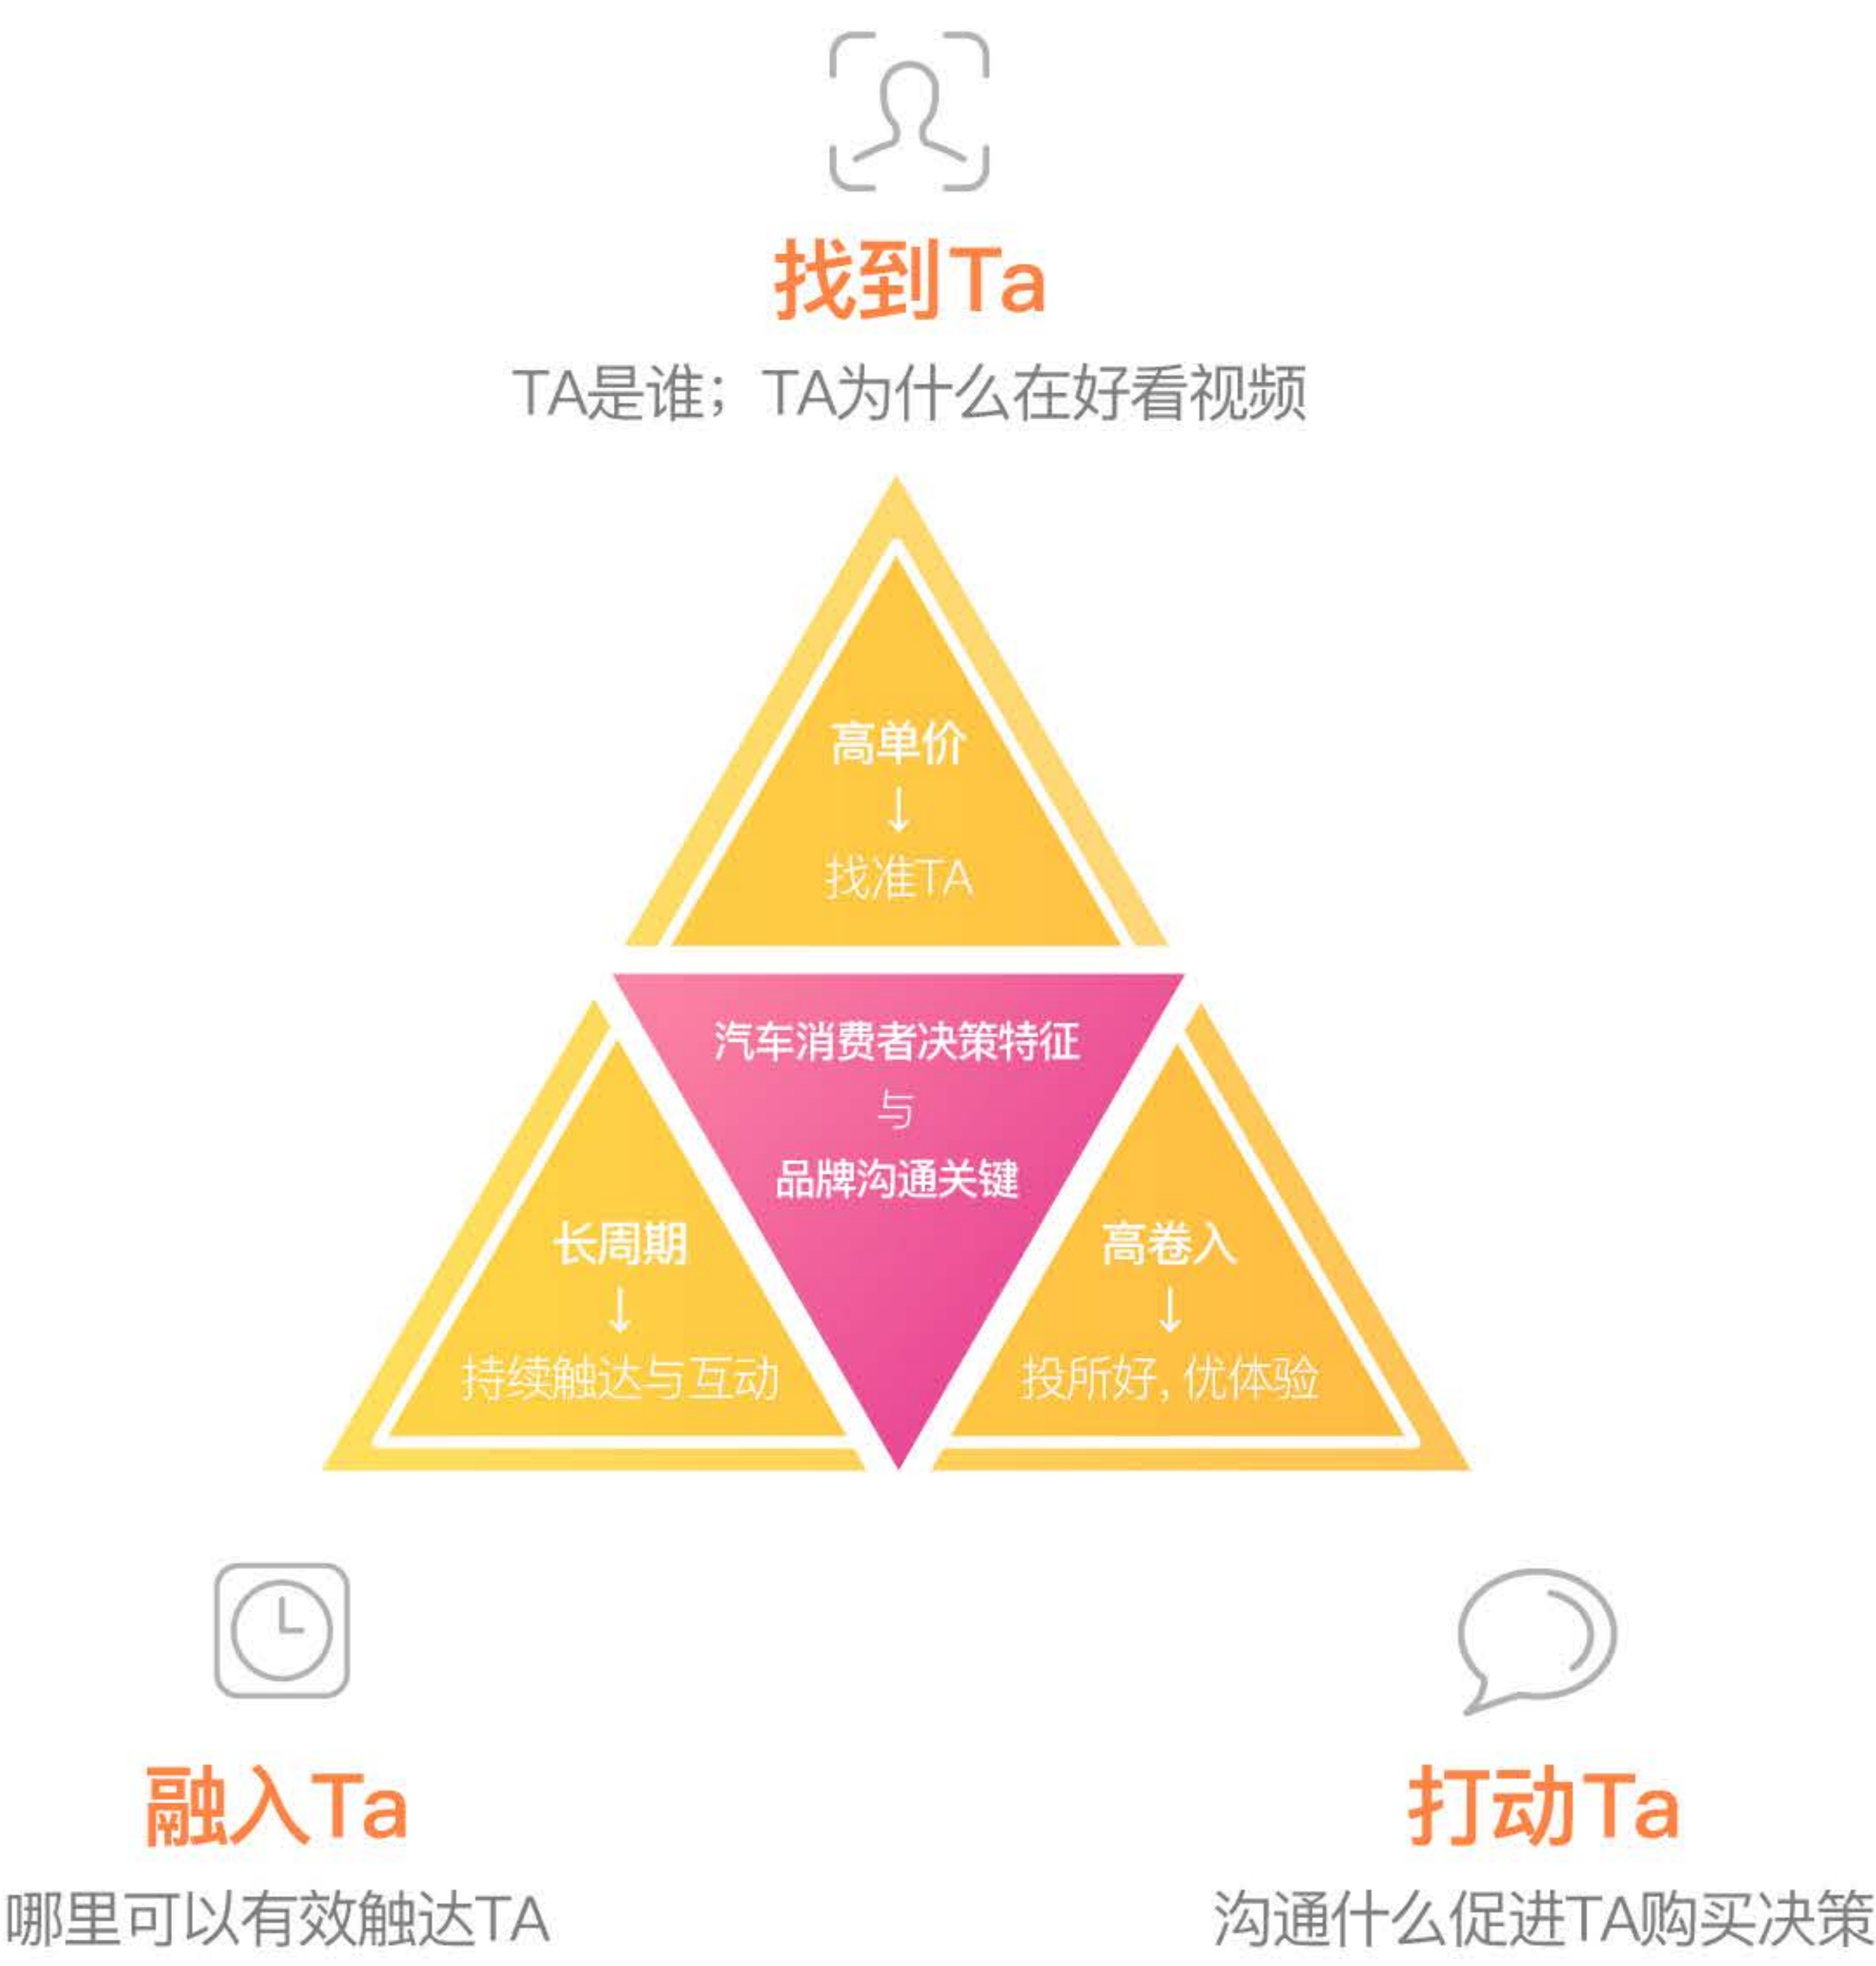 找到Ta
TA是谁；TA为什么在好看视频
高单价
↓
找准TA
汽车消费者决策特征
与
品牌沟通关键
长周期
↓
持续触达与互动
高卷入
↓
投所好, 优体验
融入Ta
哪里可以有效触达TA
打动Ta
沟通什么促进TA购买决策